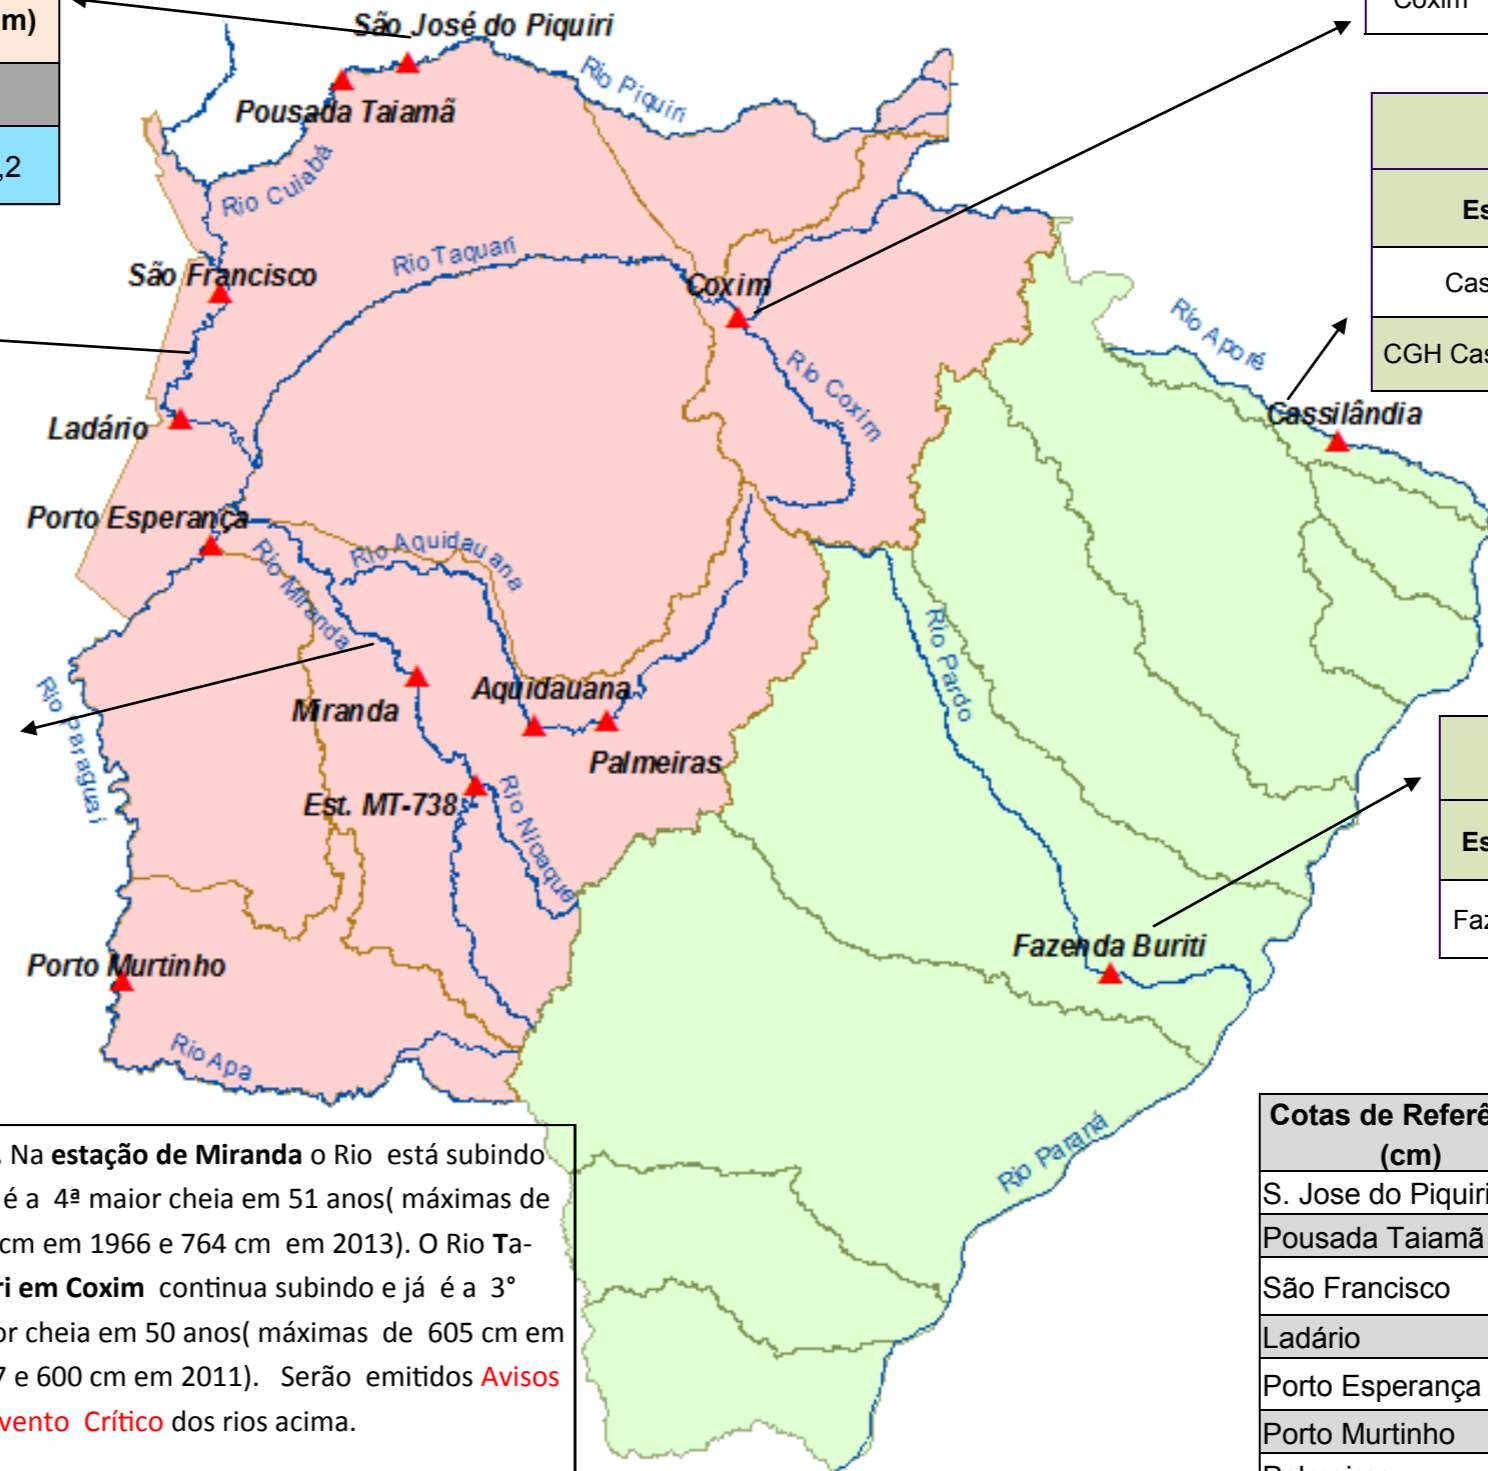 m)
,2
São José do Piquiri
Pousada Taiamã
Rio Piquiri
Rio Cuiabá
São Francisco
Rio Taquari
Coxim
Rio Coxim
Ladário
Porto Esperança
Rio Miranda
Rio Aquidauana
Rio Paraguai
Miranda
Aquidauana
Palmeiras
Est. MT-738
Rio Nioaque
Porto Murtinho
Rio Apa
Coxim
Es
Cas
CGH Cas
Rio Aporé
Cassilândia
Rio Pardo
Es
Faz
Fazenda Buriti
Rio Paraná
. Na estação de Miranda o Rio está subindo
é a 4ª maior cheia em 51 anos( máximas de
cm em 1966 e 764 cm em 2013). O Rio Ta-
ri em Coxim continua subindo e já é a 3°
or cheia em 50 anos( máximas de 605 cm em
7 e 600 cm em 2011). Serão emitidos Avisos
vento Crítico dos rios acima.
Cotas de Referê
(cm)
S. Jose do Piquiri
Pousada Taiamã
São Francisco
Ladário
Porto Esperança
Porto Murtinho